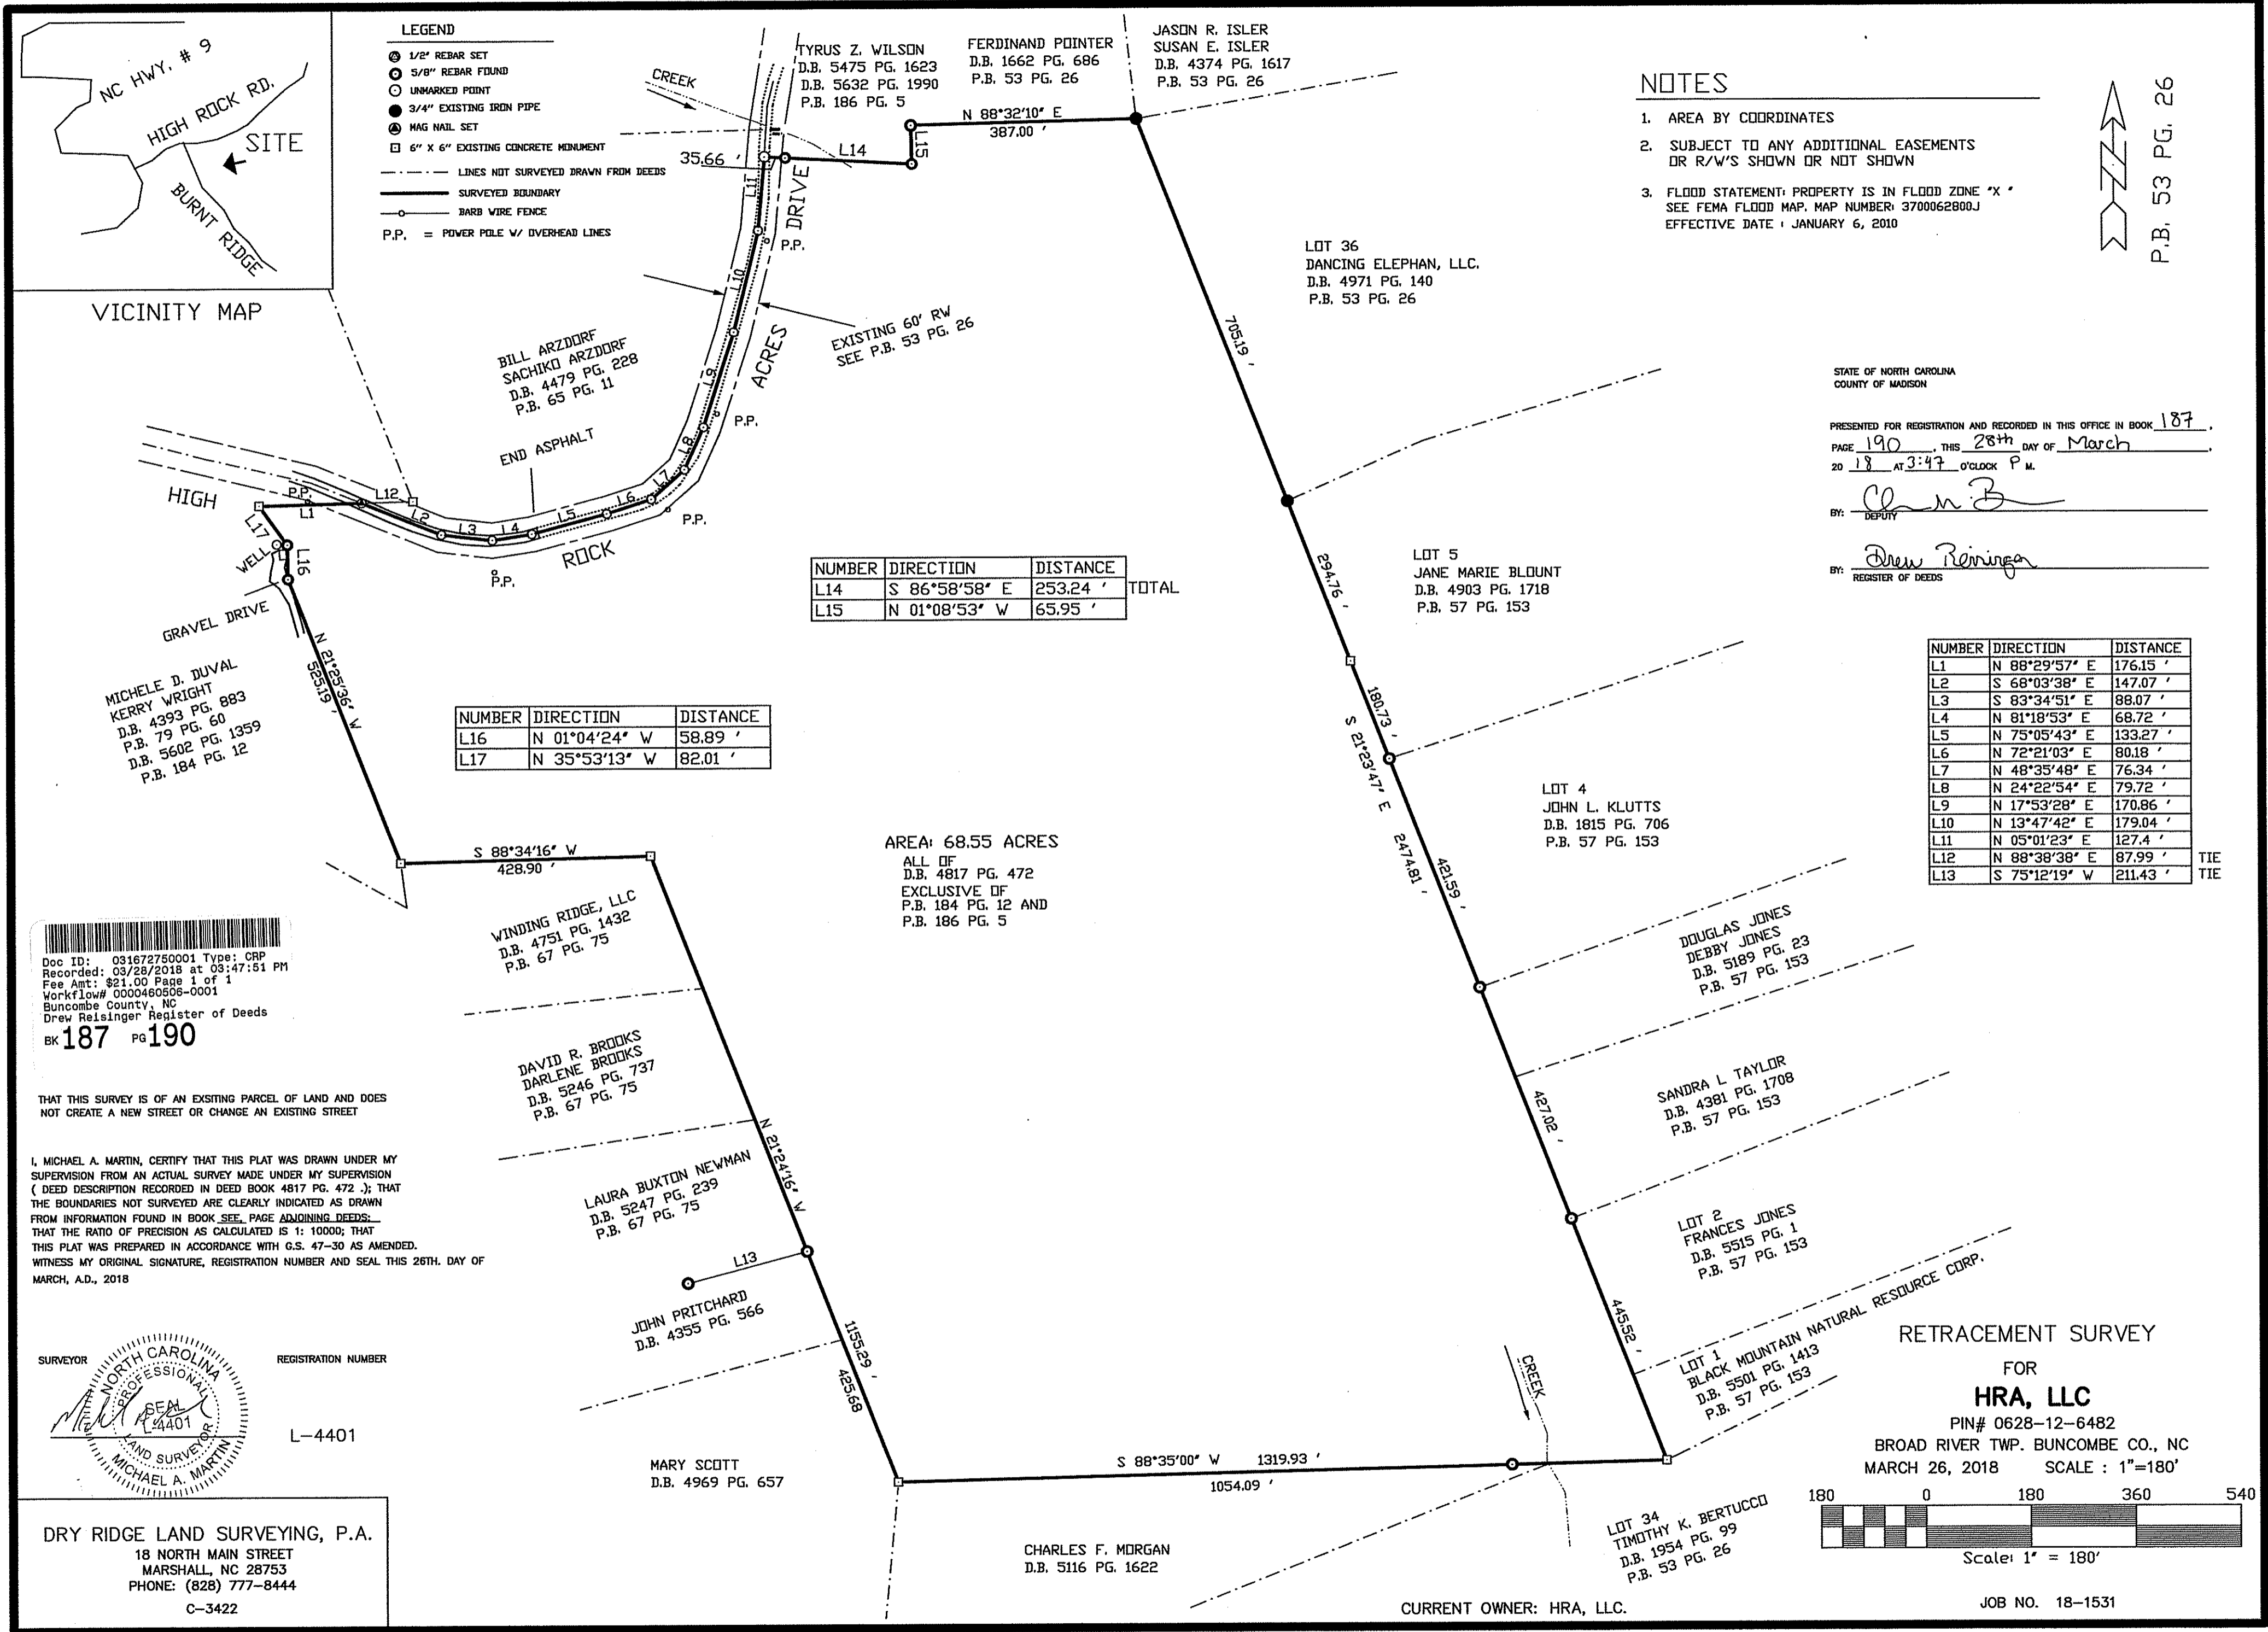 NC HWY. # 9
HIGH ROCK RD.
SITE
BURNT RIDGE
VICINITY MAP
LEGEND
1/2" REBAR SET
5/8" REBAR FOUND
UNMARKED POINT
3/4" EXISTING IRON PIPE
MAG NAIL SET
6" X 6" EXISTING CONCRETE MONUMENT
LINES NOT SURVEYED DRAWN FROM DEEDS
SURVEYED BOUNDARY
BARB WIRE FENCE
P.P. = POWER POLE W/ OVERHEAD LINES
CREEK
TYRUS Z. WILSON
D.B. 5475 PG. 1623
D.B. 5632 PG. 1990
P.B. 186 PG. 5
FERDINAND POINTER
D.B. 1662 PG. 686
P.B. 53 PG. 26
JASON R. ISLER
SUSAN E. ISLER
D.B. 4374 PG. 1617
P.B. 53 PG. 26
N 88°32'10" E
387.00 '
L15
L14
35.66 '
L11
DRIVE
P.P.
L10
NOTES
1. AREA BY COORDINATES
2. SUBJECT TO ANY ADDITIONAL EASEMENTS
OR R/W'S SHOWN OR NOT SHOWN
3. FLOOD STATEMENT: PROPERTY IS IN FLOOD ZONE "X "
SEE FEMA FLOOD MAP. MAP NUMBER: 3700062800J
EFFECTIVE DATE : JANUARY 6, 2010
P.B. 53 PG. 26
LOT 36
DANCING ELEPHAN, LLC.
D.B. 4971 PG. 140
P.B. 53 PG. 26
705.19 '
EXISTING 60' RW
SEE P.B. 53 PG. 26
ACRES
BILL ARZDORF
SACHIKO ARZDORF
D.B. 4479 PG. 228
P.B. 65 PG. 11
L9
P.P.
END ASPHALT
L8
L7
L6
L5
L4
L3
L2
L12
P.P.
L1
HIGH
ROCK
P.P.
P.P.
L17
WELL
L16
GRAVEL DRIVE
STATE OF NORTH CAROLINA
COUNTY OF MADISON
PRESENTED FOR REGISTRATION AND RECORDED IN THIS OFFICE IN BOOK 187 ,
PAGE 190 , THIS 28th DAY OF March
20 18 AT 3:47 O'CLOCK P M.
BY: DEPUTY
BY: REGISTER OF DEEDS
NUMBER DIRECTION DISTANCE
L14 S 86°58'58" E 253.24 ' TOTAL
L15 N 01°08'53" W 65.95 '
294.76 '
LOT 5
JANE MARIE BLOUNT
D.B. 4903 PG. 1718
P.B. 57 PG. 153
NUMBER DIRECTION DISTANCE
L1 N 88°29'57" E 176.15 '
L2 S 68°03'38" E 147.07 '
L3 S 83°34'51" E 88.07 '
L4 N 81°18'53" E 68.72 '
L5 N 75°05'43" E 133.27 '
L6 N 72°21'03" E 80.18 '
L7 N 48°35'48" E 76.34 '
L8 N 24°22'54" E 79.72 '
L9 N 17°53'28" E 170.86 '
L10 N 13°47'42" E 179.04 '
L11 N 05°01'23" E 127.4 '
L12 N 88°38'38" E 87.99 ' TIE
L13 S 75°12'19" W 211.43 ' TIE
MICHELE D. DUVAL
KERRY WRIGHT
D.B. 4393 PG. 883
P.B. 79 PG. 60
D.B. 5602 PG. 1359
P.B. 184 PG. 12
N 21°25'36" W
525.19 '
NUMBER DIRECTION DISTANCE
L16 N 01°04'24" W 58.89 '
L17 N 35°53'13" W 82.01 '
180.73 '
S 21°23'47" E 2474.81 '
LOT 4
JOHN L. KLUTTS
D.B. 1815 PG. 706
P.B. 57 PG. 153
421.59 '
S 88°34'16" W
428.90 '
AREA: 68.55 ACRES
ALL OF
D.B. 4817 PG. 472
EXCLUSIVE OF
P.B. 184 PG. 12 AND
P.B. 186 PG. 5
WINDING RIDGE, LLC
D.B. 4751 PG. 1432
P.B. 67 PG. 75
DOUGLAS JONES
DEBBY JONES
D.B. 5189 PG. 23
P.B. 57 PG. 153
Doc ID: 031672750001 Type: CRP
Recorded: 03/28/2018 at 03:47:51 PM
Fee Amt: $21.00 Page 1 of 1
Workflow# 0000460506-0001
Buncombe County, NC
Drew Reisinger Register of Deeds
BK 187 PG 190
DAVID R. BROOKS
DARLENE BROOKS
D.B. 5246 PG. 737
P.B. 67 PG. 75
427.02 '
SANDRA L TAYLOR
D.B. 4381 PG. 1708
P.B. 57 PG. 153
THAT THIS SURVEY IS OF AN EXSITING PARCEL OF LAND AND DOES
NOT CREATE A NEW STREET OR CHANGE AN EXISTING STREET
N 21°24'16" W
1155.29 '
LAURA BUXTON NEWMAN
D.B. 5247 PG. 239
P.B. 67 PG. 75
I, MICHAEL A. MARTIN, CERTIFY THAT THIS PLAT WAS DRAWN UNDER MY
SUPERVISION FROM AN ACTUAL SURVEY MADE UNDER MY SUPERVISION
( DEED DESCRIPTION RECORDED IN DEED BOOK 4817 PG. 472 .); THAT
THE BOUNDARIES NOT SURVEYED ARE CLEARLY INDICATED AS DRAWN
FROM INFORMATION FOUND IN BOOK SEE, PAGE ADJOINING DEEDS;
THAT THE RATIO OF PRECISION AS CALCULATED IS 1: 10000; THAT
THIS PLAT WAS PREPARED IN ACCORDANCE WITH G.S. 47-30 AS AMENDED.
WITNESS MY ORIGINAL SIGNATURE, REGISTRATION NUMBER AND SEAL THIS 26TH. DAY OF
MARCH, A.D., 2018
L13
JOHN PRITCHARD
D.B. 4355 PG. 566
425.68
LOT 2
FRANCES JONES
D.B. 5515 PG. 1
P.B. 57 PG. 153
445.52 '
LOT 1
BLACK MOUNTAIN NATURAL RESOURCE CORP.
D.B. 5501 PG. 1413
P.B. 57 PG. 153
CREEK
SURVEYOR
NORTH CAROLINA
PROFESSIONAL
SEAL
L-4401
LAND SURVEYOR
MICHAEL A. MARTIN
REGISTRATION NUMBER
L-4401
MARY SCOTT
D.B. 4969 PG. 657
S 88°35'00" W 1319.93 '
1054.09 '
RETRACEMENT SURVEY
FOR
HRA, LLC
PIN# 0628-12-6482
BROAD RIVER TWP. BUNCOMBE CO., NC
MARCH 26, 2018 SCALE : 1"=180'
180 0 180 360 540
Scale: 1" = 180'
JOB NO. 18-1531
DRY RIDGE LAND SURVEYING, P.A.
18 NORTH MAIN STREET
MARSHALL, NC 28753
PHONE: (828) 777-8444
C-3422
CHARLES F. MORGAN
D.B. 5116 PG. 1622
LOT 34
TIMOTHY K. BERTUCCO
D.B. 1954 PG. 99
P.B. 53 PG. 26
CURRENT OWNER: HRA, LLC.